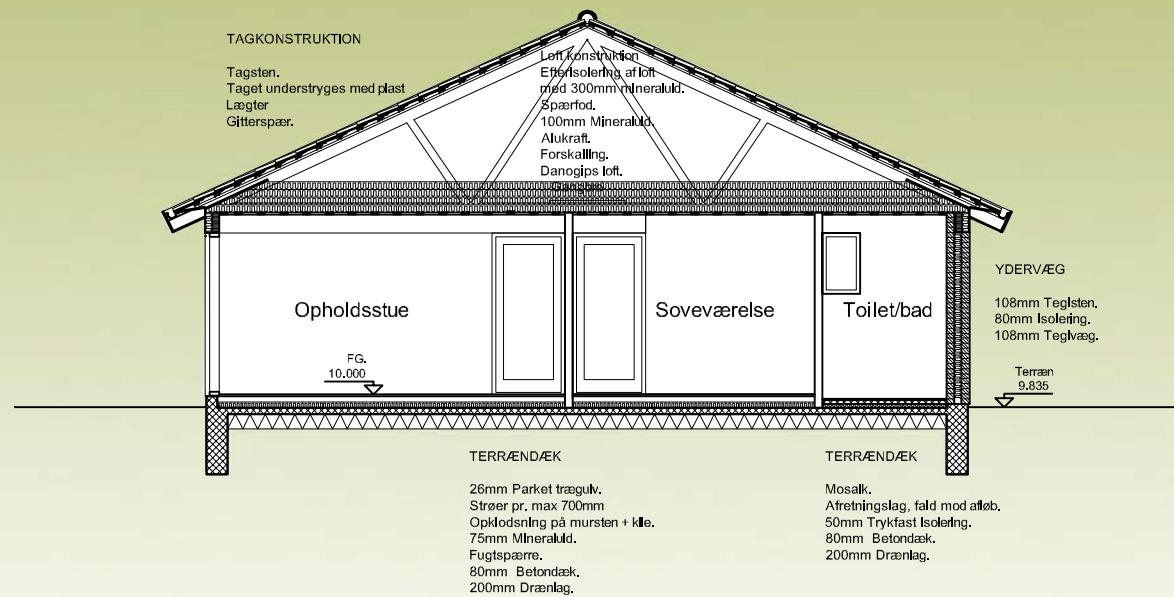 TAGKONSTRUKTION
Tagsten.
Taget understryges med plast
Lægter
Gitterspær.
Loft konstruktion
Efterisolering af loft
med 300mm mineraluld.
Spærfod.
100mm Mineraluld.
Alukraft.
Forskalling.
Danogips loft.
Gangbro
Opholdsstue
Soveværelse
Toilet/bad
FG.
10.000
YDERVÆG
108mm Teglsten.
80mm Isolering.
108mm Teglvæg.
Terræn
9.835
TERRÆNDÆK
26mm Parket trægulv.
Strøer pr. max 700mm
Opklodsning på mursten + kile.
75mm Mineraluld.
Fugtspærre.
80mm Betondæk.
200mm Drænlag.
TERRÆNDÆK
Mosaik.
Afretningslag, fald mod afløb.
50mm Trykfast Isolering.
80mm Betondæk.
200mm Drænlag.